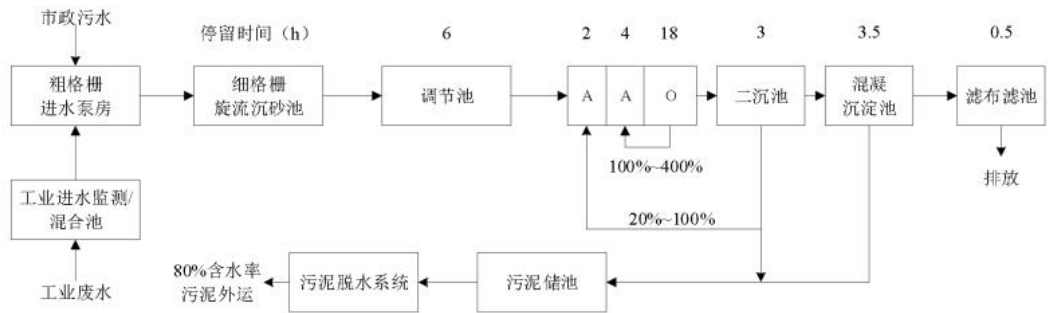 市政污水
停留时间（h）
6
2
4
18
3
3.5
0.5
粗格栅
进水泵房
细格栅
旋流沉砂池
调节池
A
A
O
二沉池
混凝
沉淀池
滤布滤池
100%~400%
排放
工业进水监测/
混合池
20%~100%
80%含水率
污泥外运
污泥脱水系统
污泥储池
工业废水